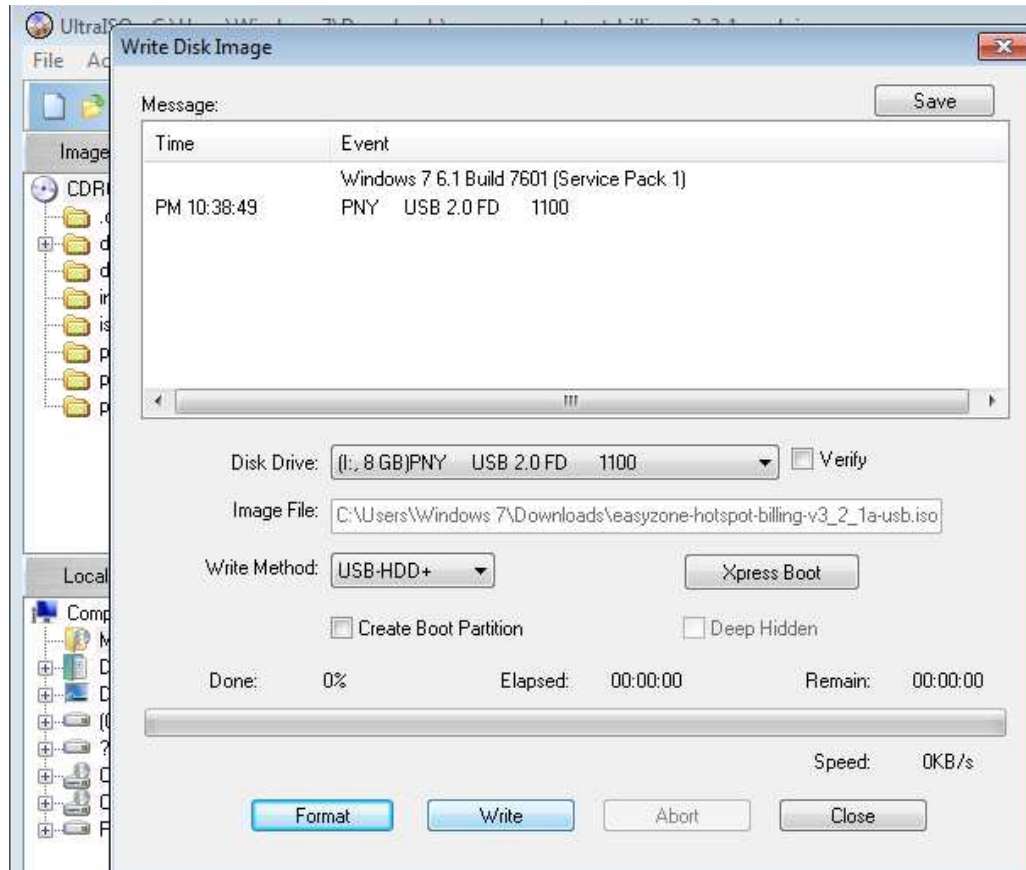 UltraIS
Write Disk Image
File Ac
Message:
Save
Image
Time Event
Windows 7 6.1 Build 7601 (Service Pack 1)
PM 10:38:49 PNY USB 2.0 FD 1100
CDR
d
d
ir
is
p
p
p
Disk Drive: (I:, 8 GB)PNY USB 2.0 FD 1100 Verify
Image File: C:\Users\Windows 7\Downloads\easyzone-hotspot-billing-v3_2_1a-usb.iso
Write Method: USB-HDD+ Xpress Boot
Local
Comp
Create Boot Partition Deep Hidden
M
D
D
Done: 0% Elapsed: 00:00:00 Remain: 00:00:00
?
Speed: 0KB/s
F
Format Write Abort Close